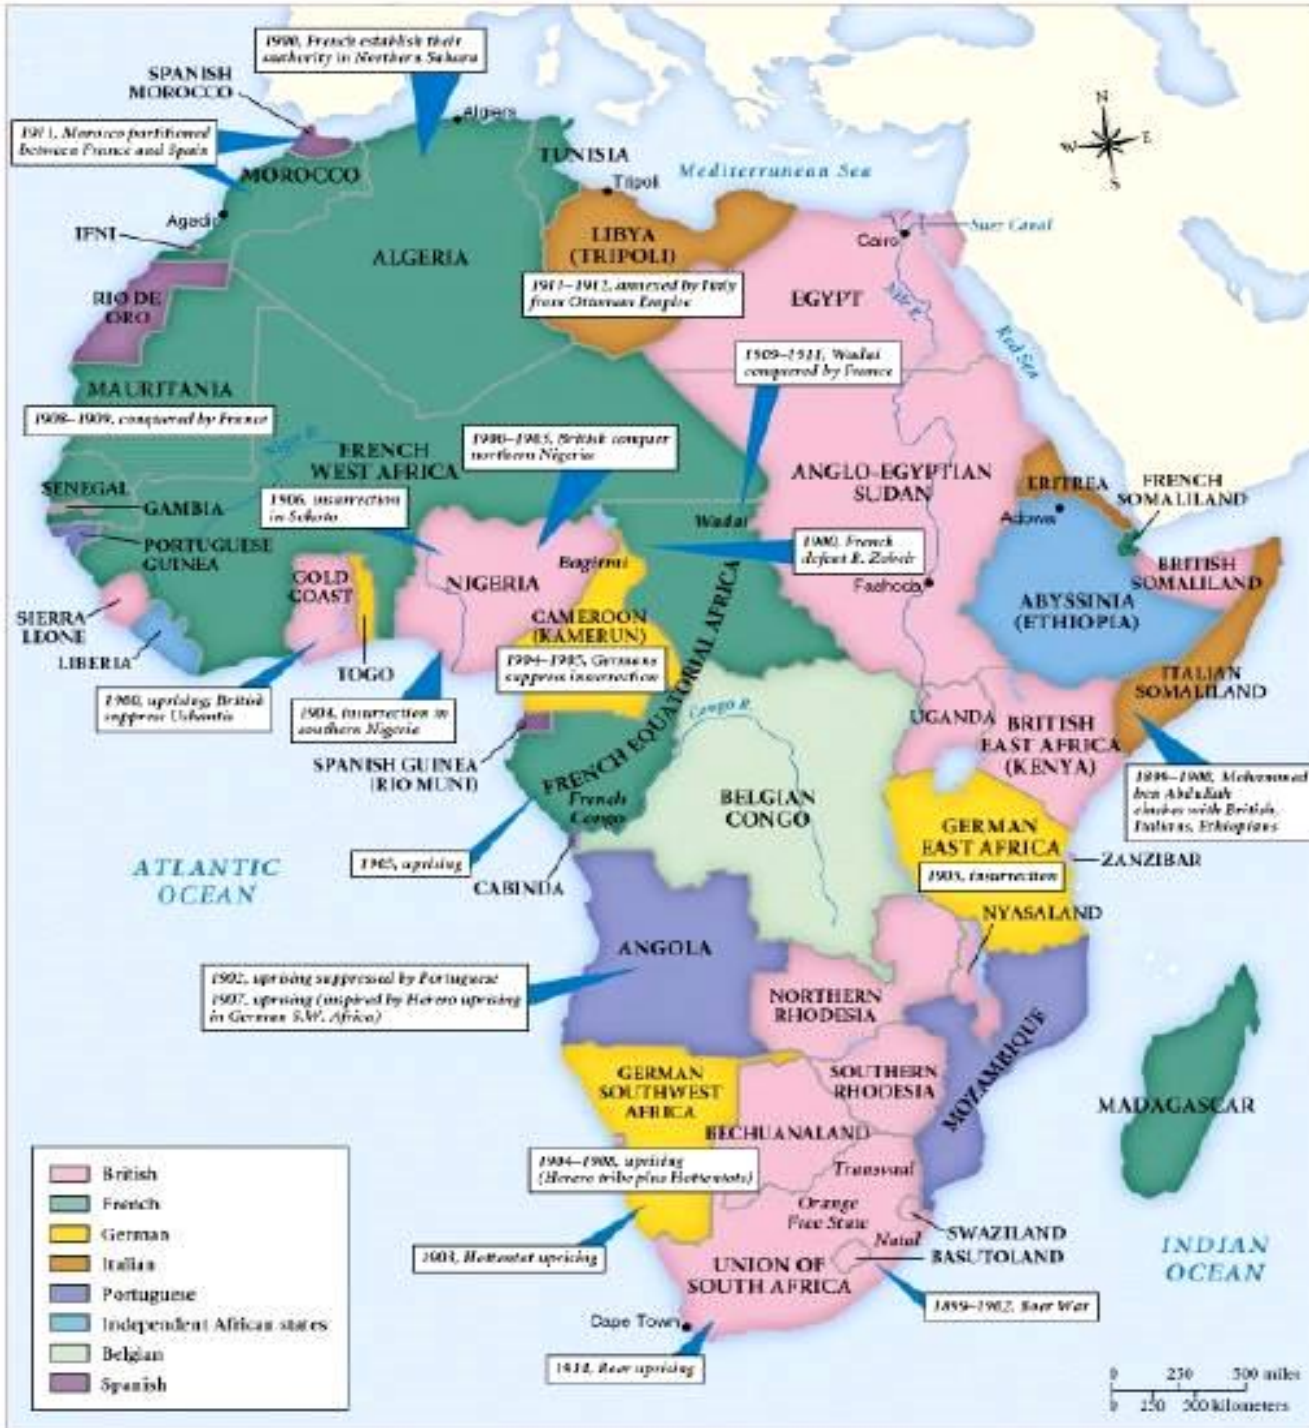 1900, French establish their
authority in Northern Sahara
SPANISH
MOROCCO
Algiers
1911, Morocco partitioned
between France and Spain
TUNISIA
MOROCCO
Tripoli
Mediterranean Sea
N
W
E
S
Agadir
IFNI
LIBYA
(TRIPOLI)
Cairo
Suez Canal
ALGERIA
1911–1912, annexed by Italy
from Ottoman Empire
EGYPT
Nile R.
RIO DE
ORO
Red Sea
1909–1911, Wadai
conquered by France
MAURITANIA
1908–1909, conquered by France
Niger R.
FRENCH
WEST AFRICA
1900–1903, British conquer
northern Nigeria
ANGLO-EGYPTIAN
SUDAN
SENEGAL
GAMBIA
1906, insurrection
in Sokoto
ERITREA
FRENCH
SOMALILAND
Adowa
Wadai
PORTUGUESE
GUINEA
1900, French
defeat R. Zobeir
Bagirmi
GOLD
COAST
NIGERIA
BRITISH
SOMALILAND
Fashoda
SIERRA
LEONE
CAMEROON
(KAMERUN)
ABYSSINIA
(ETHIOPIA)
LIBERIA
TOGO
1904–1905, Germans
suppress insurrection
FRENCH EQUATORIAL AFRICA
ITALIAN
SOMALILAND
1900, uprising; British
suppress Ashantis
1904, insurrection in
southern Nigeria
Congo R.
UGANDA
BRITISH
EAST AFRICA
(KENYA)
SPANISH GUINEA
(RIO MUNI)
French
Congo
BELGIAN
CONGO
1899–1900, Mohammed
ben Abdullah
clashes with British,
Italians, Ethiopians
GERMAN
EAST AFRICA
1905, insurrection
ZANZIBAR
1905, uprising
CABINDA
ATLANTIC
OCEAN
NYASALAND
ANGOLA
1902, uprising suppressed by Portuguese
1907, uprising (inspired by Herero uprising
in German S.W. Africa)
NORTHERN
RHODESIA
MOZAMBIQUE
GERMAN
SOUTHWEST
AFRICA
SOUTHERN
RHODESIA
MADAGASCAR
BECHUANALAND
1904–1908, uprising
(Herero tribe plus Hottentots)
Transvaal
Orange
Free State
SWAZILAND
Natal
BASUTOLAND
1903, Hottentot uprising
UNION OF
SOUTH AFRICA
INDIAN
OCEAN
1899–1902, Boer War
Cape Town
1914, Boer uprising
British
French
German
Italian
Portuguese
Independent African states
Belgian
Spanish
0 250 500 miles
0 250 500 kilometers